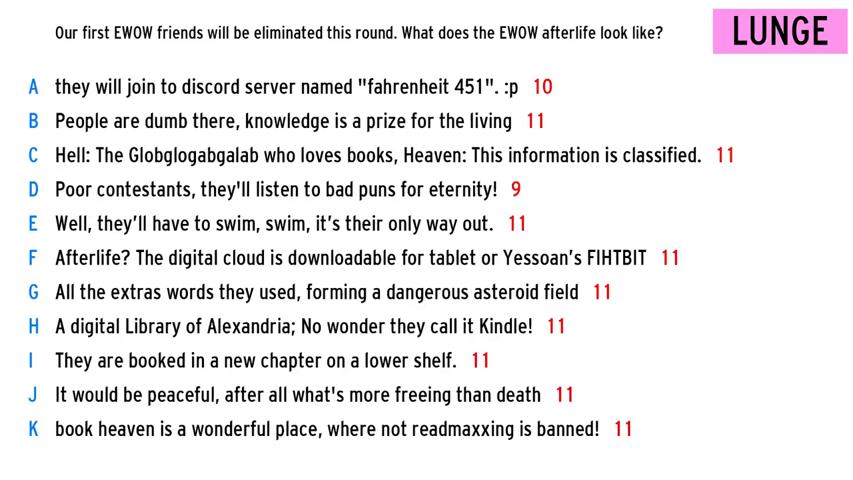 Our first EWOW friends will be eliminated this round. What does the EWOW afterlife look like?
LUNGE
A they will join to discord server named "fahrenheit 451". :p 10
B People are dumb there, knowledge is a prize for the living 11
C Hell: The Globglogabgalab who loves books, Heaven: This information is classified. 11
D Poor contestants, they'll listen to bad puns for eternity! 9
E Well, they’ll have to swim, swim, it’s their only way out. 11
F Afterlife? The digital cloud is downloadable for tablet or Yessoan’s FIHTBIT 11
G All the extras words they used, forming a dangerous asteroid field 11
H A digital Library of Alexandria; No wonder they call it Kindle! 11
I They are booked in a new chapter on a lower shelf. 11
J It would be peaceful, after all what's more freeing than death 11
K book heaven is a wonderful place, where not readmaxxing is banned! 11